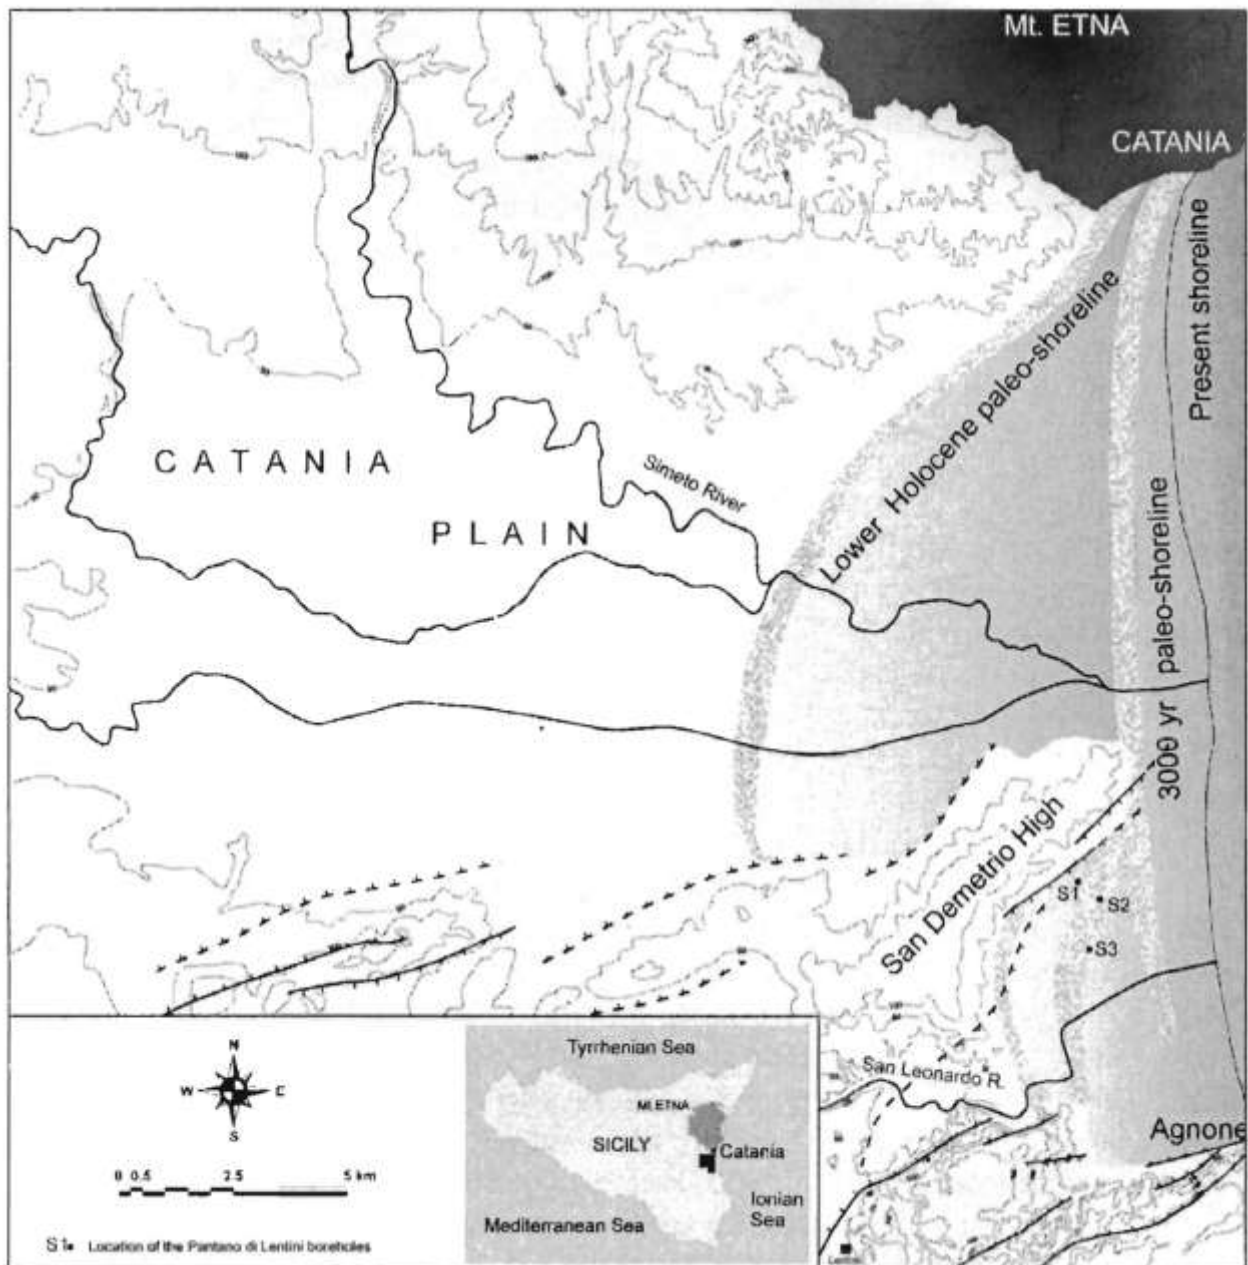 Mt. ETNA
CATANIA
Present shoreline
Lower Holocene paleo-shoreline
CATANIA
PLAIN
Simeto River
3000 yr paleo-shoreline
San Demetrio High
S1
S2
S3
San Leonardo R.
Agnone
N
W E
S
0 0.5 2.5 5 km
S1 Location of the Pantano di Lentini boreholes
Tyrrhenian Sea
Mt.ETNA
SICILY
Catania
Ionian
Sea
Mediterranean Sea